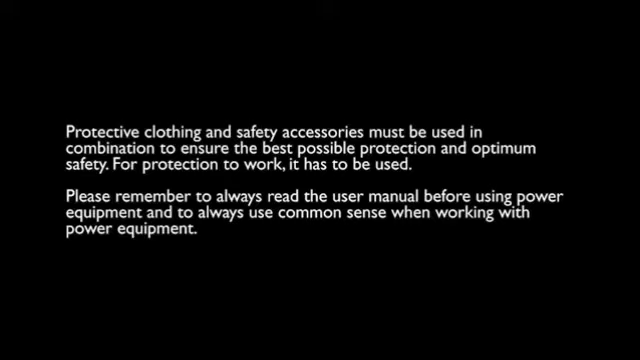 Protective clothing and safety accessories must be used in
combination to ensure the best possible protection and optimum
safety. For protection to work, it has to be used.
Please remember to always read the user manual before using power
equipment and to always use common sense when working with
power equipment.